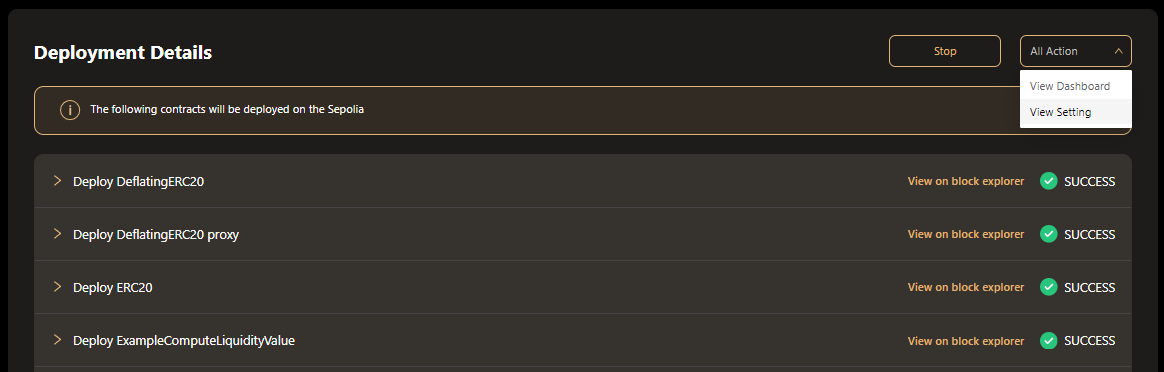 Deployment Details
Stop
All Action
View Dashboard
View Setting
The following contracts will be deployed on the Sepolia
Deploy DeflatingERC20 View on block explorer SUCCESS
Deploy DeflatingERC20 proxy View on block explorer SUCCESS
Deploy ERC20 View on block explorer SUCCESS
Deploy ExampleComputeLiquidityValue View on block explorer SUCCESS